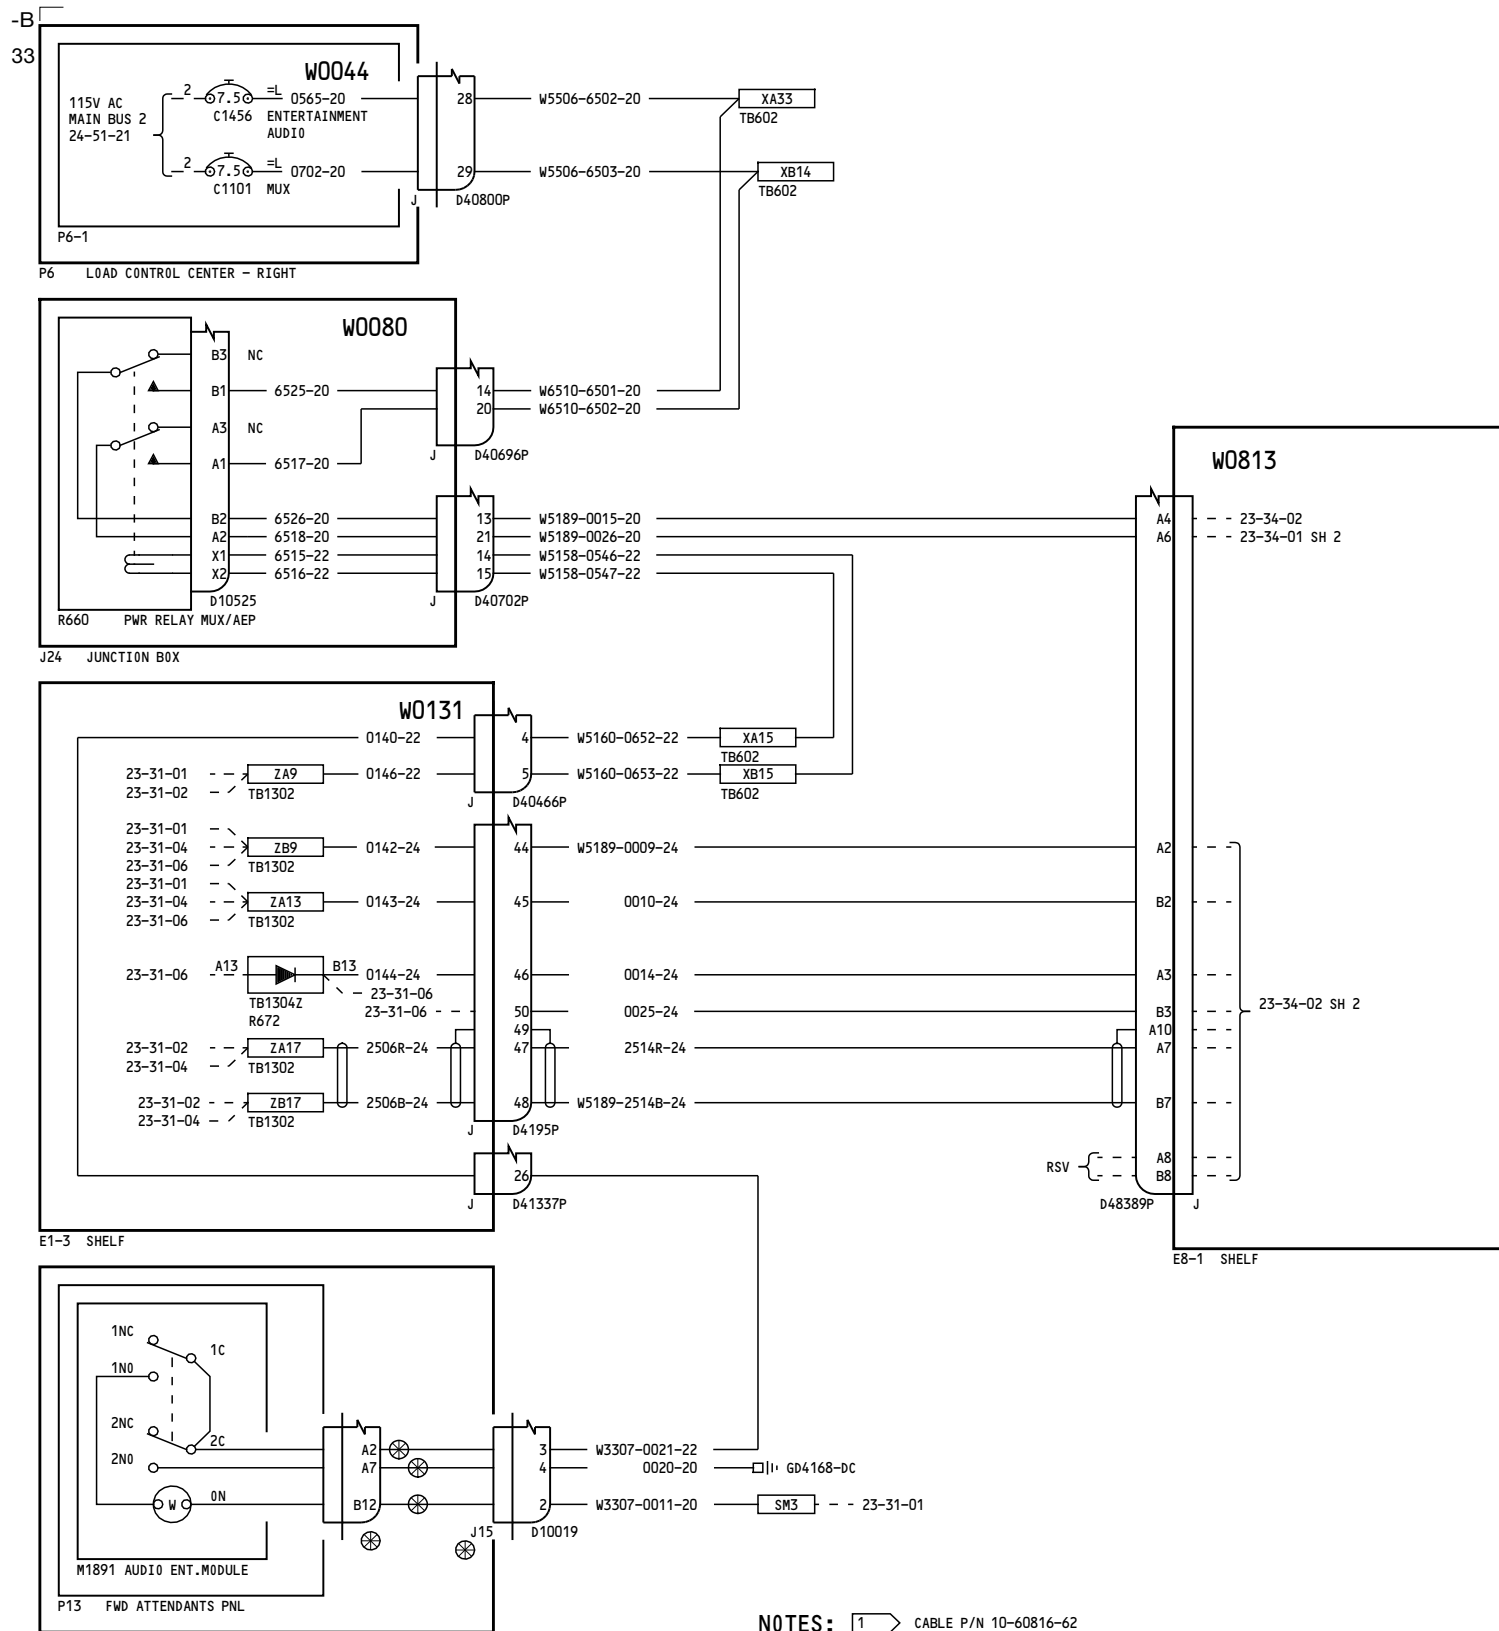 -B
33
W0044
115V AC
MAIN BUS 2
24-51-21
2 7.5 =L 0565-20 28 W5506-6502-20 XA33
C1456 ENTERTAINMENT TB602
AUDIO
2 7.5 =L 0702-20 29 W5506-6503-20 XB14
C1101 MUX TB602
J D40800P
P6-1
P6 LOAD CONTROL CENTER - RIGHT
W0080
B3 NC
B1 6525-20 14 W6510-6501-20
20 W6510-6502-20
A3 NC
J D40696P
A1 6517-20
B2 6526-20 13 W5189-0015-20
A2 6518-20 21 W5189-0026-20
X1 6515-22 14 W5158-0546-22
X2 6516-22 15 W5158-0547-22
D10525 J D40702P
R660 PWR RELAY MUX/AEP
J24 JUNCTION BOX
W0813
A4 23-34-02
A6 23-34-01 SH 2
W0131
0140-22 4 W5160-0652-22 XA15
TB602
23-31-01 ZA9 0146-22 5 W5160-0653-22 XB15
23-31-02 TB1302 TB602
J D40466P
23-31-01
23-31-04 ZB9 0142-24 44 W5189-0009-24 A2
23-31-06 TB1302
23-31-01
23-31-04 ZA13 0143-24 45 0010-24 B2
23-31-06 TB1302
23-31-06 A13 B13 0144-24 46 0014-24 A3
23-31-06
TB1304Z
R672
23-31-06 50 0025-24 B3
23-34-02 SH 2
49 A10
23-31-02 ZA17 2506R-24 47 2514R-24 A7
23-31-04 TB1302
23-31-02 ZB17 2506B-24 48 W5189-2514B-24 B7
23-31-04 TB1302
J D4195P
RSV A8
B8
26
J D41337P
D48389P J
E1-3 SHELF
E8-1 SHELF
1NC
1C
1NO
2NC
2C
2NO
A2 3 W3307-0021-22
A7 4 0020-20 GD4168-DC
W ON B12 2 W3307-0011-20 SM3 23-31-01
J15 D10019
M1891 AUDIO ENT.MODULE
P13 FWD ATTENDANTS PNL
NOTES: 1 CABLE P/N 10-60816-62